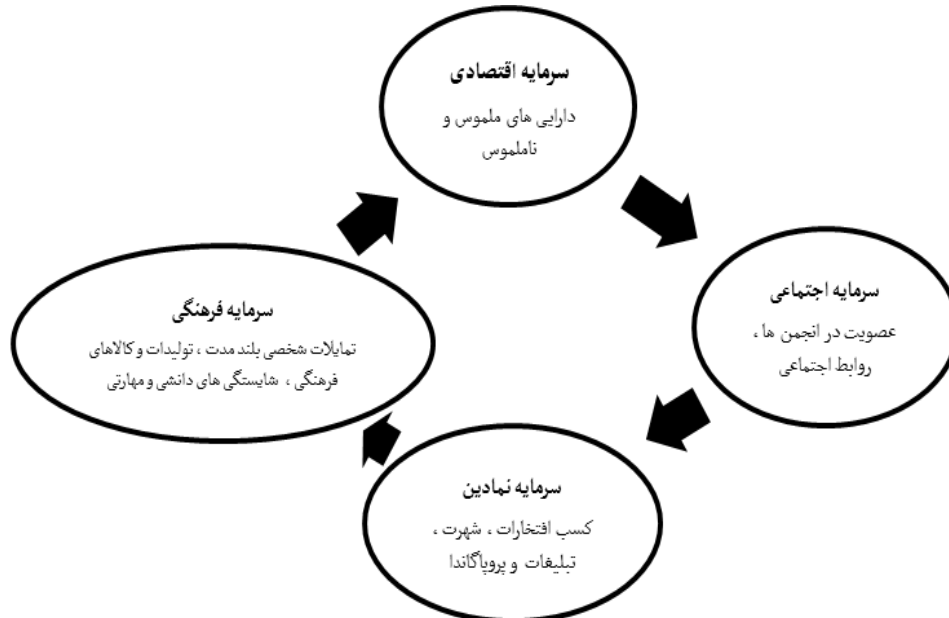 سرمایه اقتصادی
دارایی های ملموس و
ناملموس
سرمایه اجتماعی
عصویت در انجمن ها ،
روابط اجتماعی
سرمایه نمادین
کسب افتخارات ، شهرت ،
تبلیغات و پروپاگاندا
سرمایه فرهنگی
تمایلات شخصی بلند مدت ، تولیدات و کالاهای
فرهنگی ، شایستگی های دانشی و مهارتی